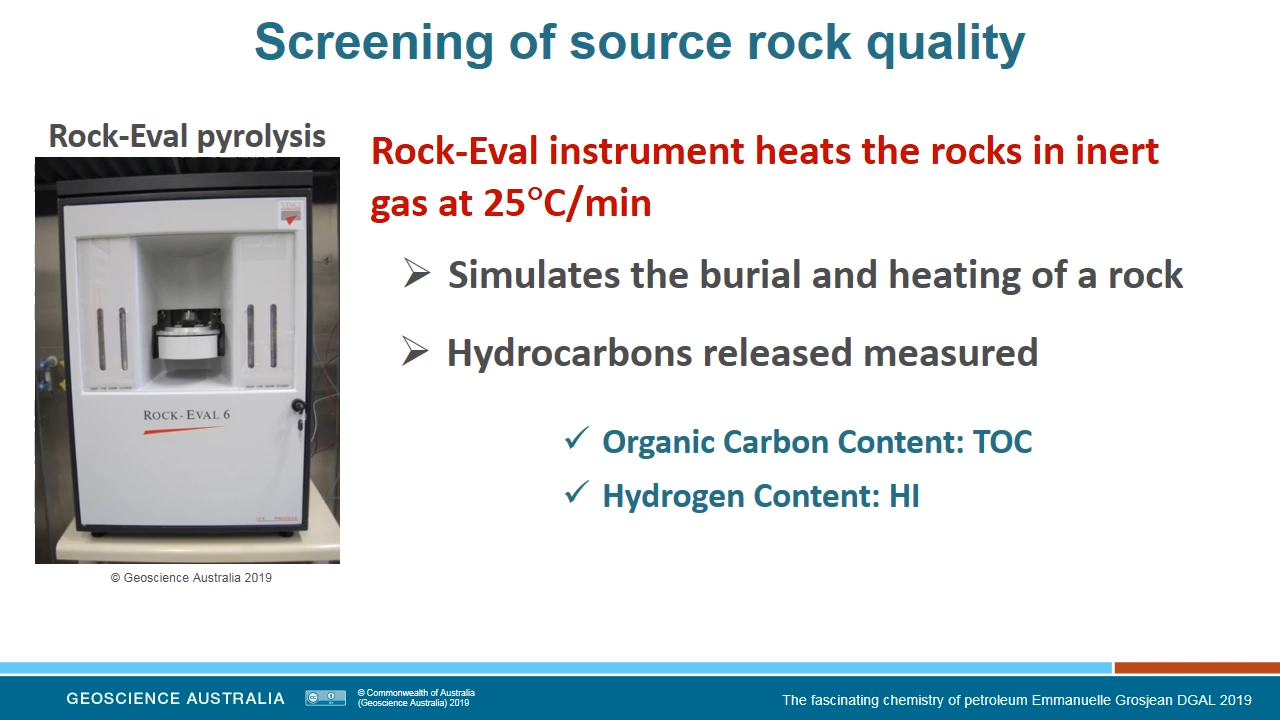 Screening of source rock quality
Rock-Eval pyrolysis
Rock-Eval instrument heats the rocks in inert
gas at 25°C/min
➢ Simulates the burial and heating of a rock
➢ Hydrocarbons released measured
✓ Organic Carbon Content: TOC
✓ Hydrogen Content: HI
ROCK-EVAL 6
© Geoscience Australia 2019
GEOSCIENCE AUSTRALIA
© Commonwealth of Australia
(Geoscience Australia) 2019
The fascinating chemistry of petroleum Emmanuelle Grosjean DGAL 2019